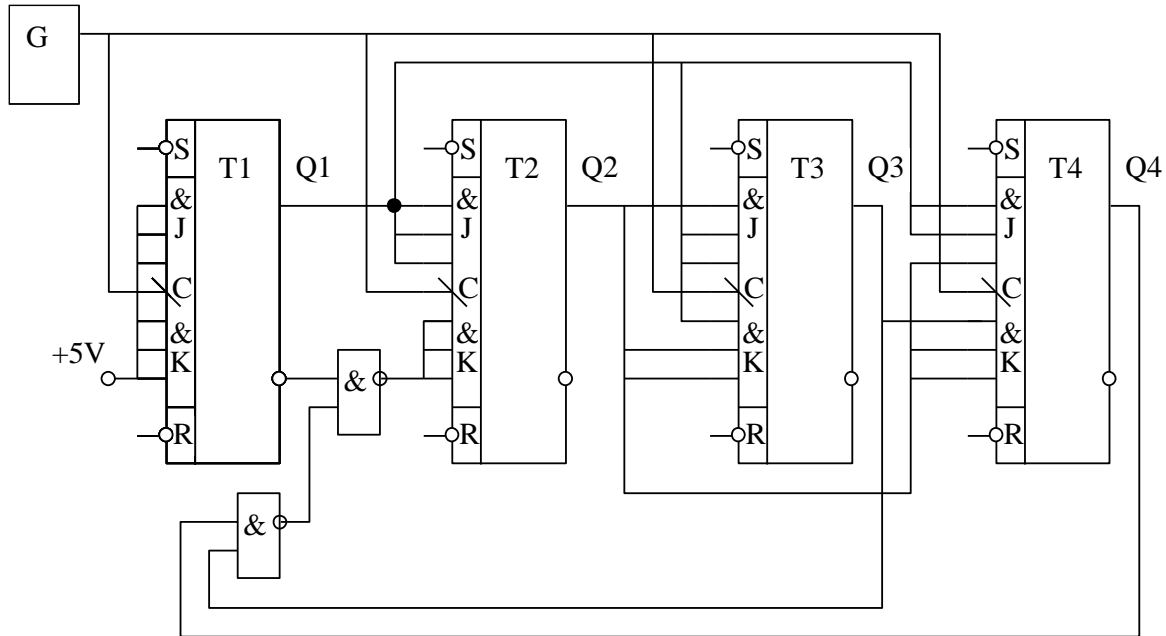 G
S T1 Q1
S T2 Q2
S T3 Q3
S T4 Q4
& & & &
J J J J
C C C C
& & & &
+5V K & K K K
R R R R
&